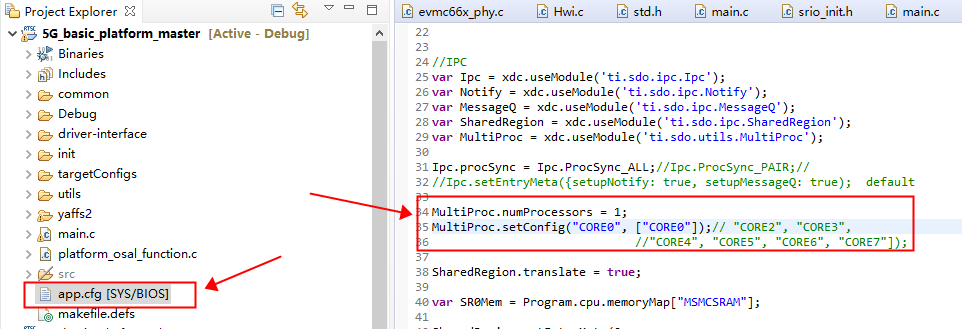 Project Explorer
5G_basic_platform_master [Active - Debug]
Binaries
Includes
common
Debug
driver-interface
init
targetConfigs
utils
yaffs2
main.c
platform_osal_function.c
src
app.cfg [SYS/BIOS]
makefile.defs
evmc66x_phy.c
Hwi.c
std.h
main.c
srio_init.h
main.c
22
23
24 //IPC
25 var Ipc = xdc.useModule('ti.sdo.ipc.Ipc');
26 var Notify = xdc.useModule('ti.sdo.ipc.Notify');
27 var MessageQ = xdc.useModule('ti.sdo.ipc.MessageQ');
28 var SharedRegion = xdc.useModule('ti.sdo.ipc.SharedRegion');
29 var MultiProc = xdc.useModule('ti.sdo.utils.MultiProc');
30
31 Ipc.procSync = Ipc.ProcSync_ALL;//Ipc.ProcSync_PAIR;//
32 //Ipc.setEntryMeta({setupNotify: true, setupMessageQ: true);  default
33
34 MultiProc.numProcessors = 1;
35 MultiProc.setConfig("CORE0", ["CORE0"]);// "CORE2", "CORE3",
36 //"CORE4", "CORE5", "CORE6", "CORE7"]);
37
38 SharedRegion.translate = true;
39
40 var SR0Mem = Program.cpu.memoryMap["MSMCSRAM"];
41